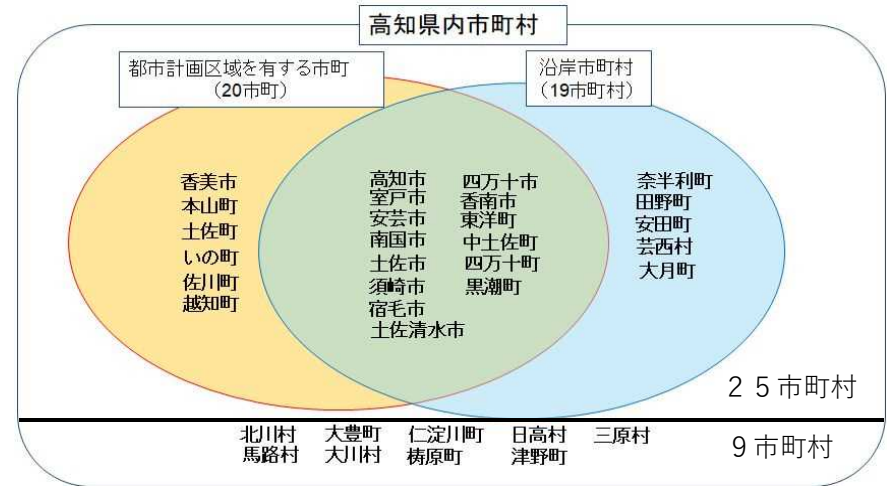 高知県内市町村
都市計画区域を有する市町
（20市町）
沿岸市町村
（19市町村）
香美市
本山町
土佐町
いの町
佐川町
越知町
高知市
室戸市
安芸市
南国市
土佐市
須崎市
宿毛市
土佐清水市
四万十市
香南市
東洋町
中土佐町
四万十町
黒潮町
奈半利町
田野町
安田町
芸西村
大月町
２５市町村
北川村 大豊町 仁淀川町 日高村 三原村
馬路村 大川村 梼原町 津野町
９市町村